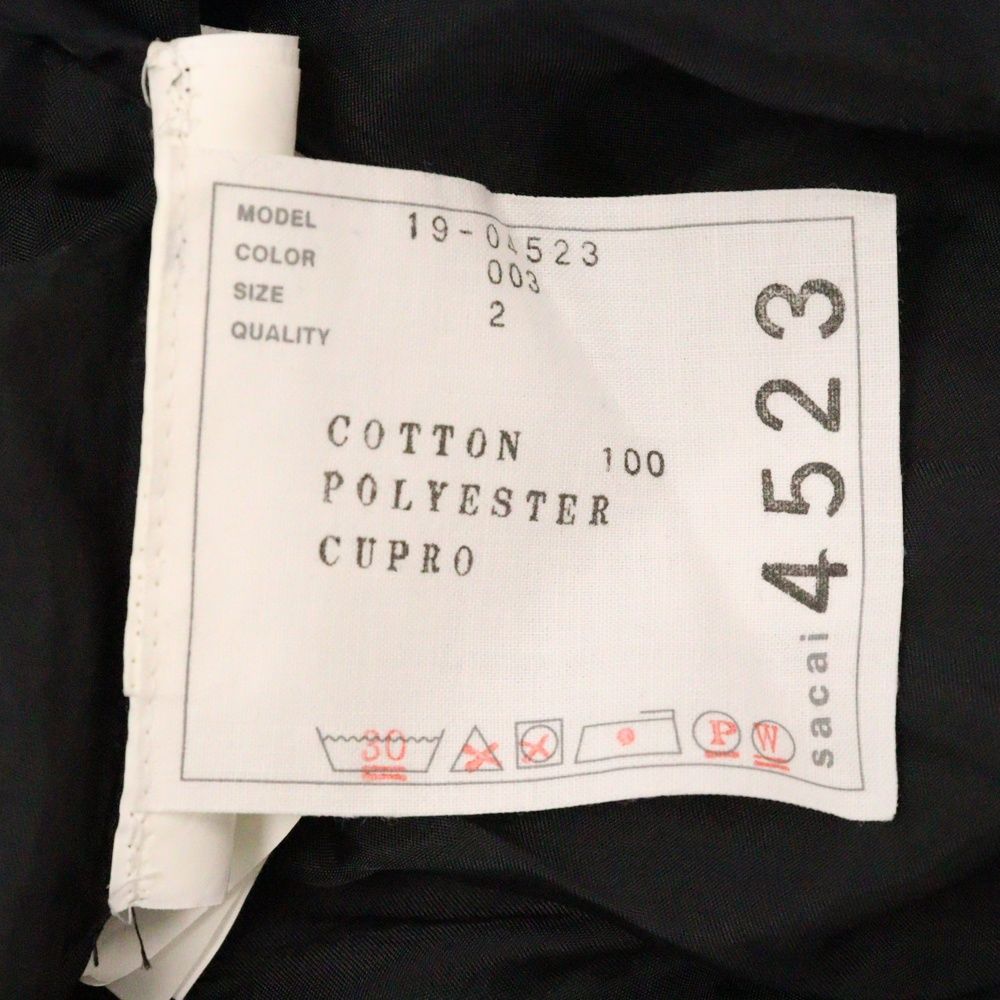 MODEL 19-04523
COLOR 003
SIZE 2
QUALITY
COTTON 100
POLYESTER
CUPRO
30
P W
sacai 4523